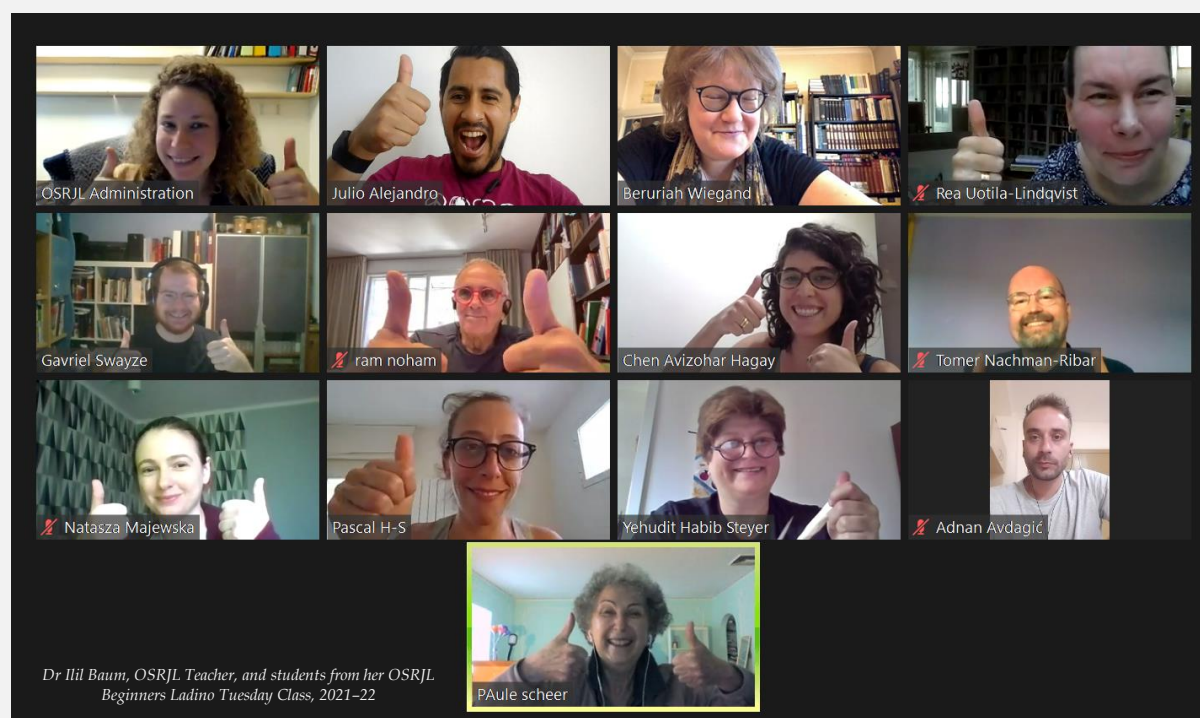 OSRJL Administration
Julio Alejandro
Beruriah Wiegand
Rea Uotila-Lindqvist
Gavriel Swayze
ram noham
Chen Avizohar Hagay
Tomer Nachman-Ribar
Natasza Majewska
Pascal H-S
Yehudit Habib Steyer
Adnan Avdagić
PAule scheer
Dr Ilil Baum, OSRJL Teacher, and students from her OSRJL
Beginners Ladino Tuesday Class, 2021–22